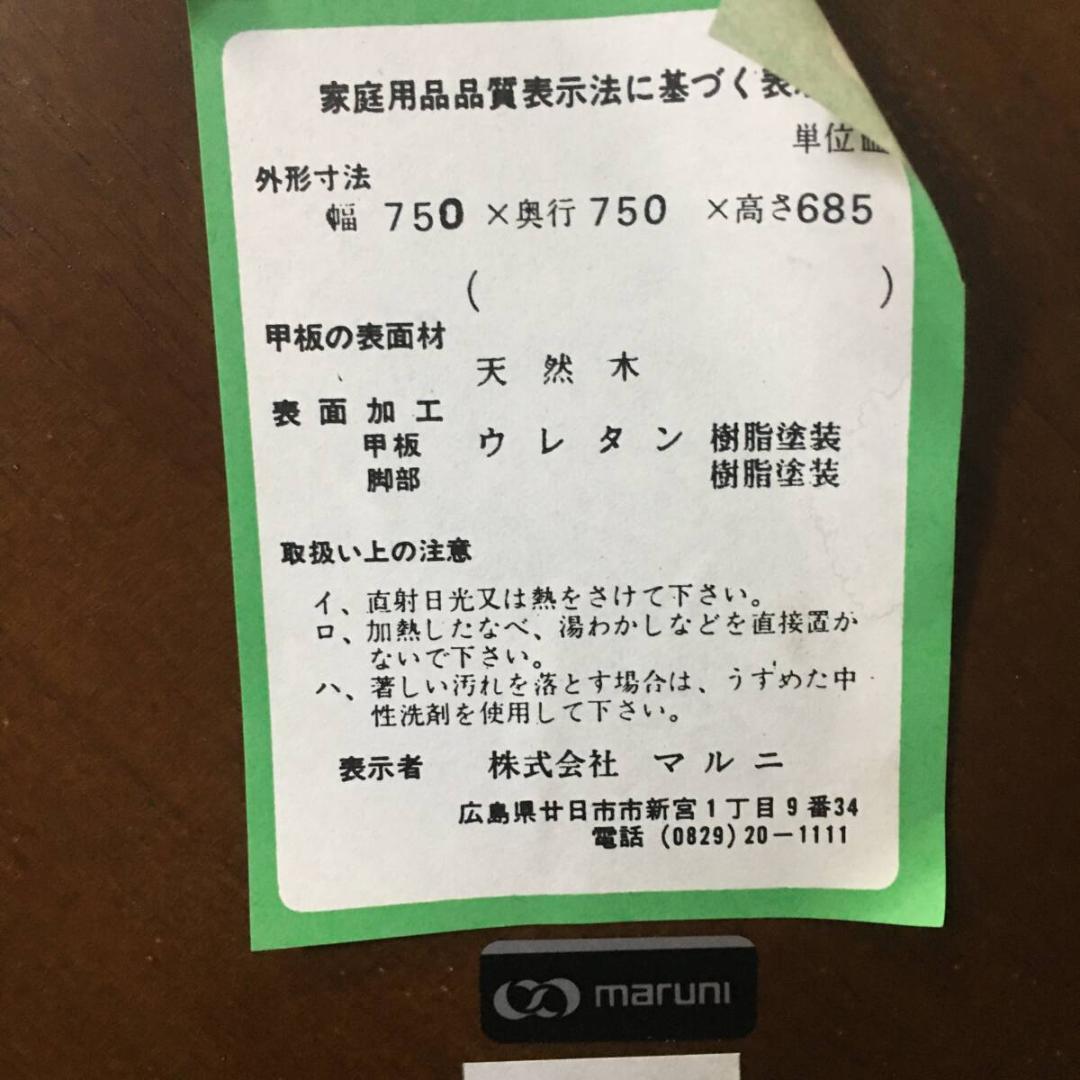 家庭用品品質表示法に基づく表
単位
外形寸法
幅 750 ×奥行 750 ×高さ685
( )
甲板の表面材
天 然 木
表 面 加 工
甲板 ウ レ タ ン 樹脂塗装
脚部 樹脂塗装
取扱い上の注意
イ、直射日光又は熱をさけて下さい。
ロ、加熱したなべ、湯わかしなどを直接置か
ないで下さい。
ハ、著しい汚れを落とす場合は、うすめた中
性洗剤を使用して下さい。
表示者 株式会社 マ ル ニ
広島県廿日市市新宮1丁目9番34
電話 (0829)20-1111
maruni